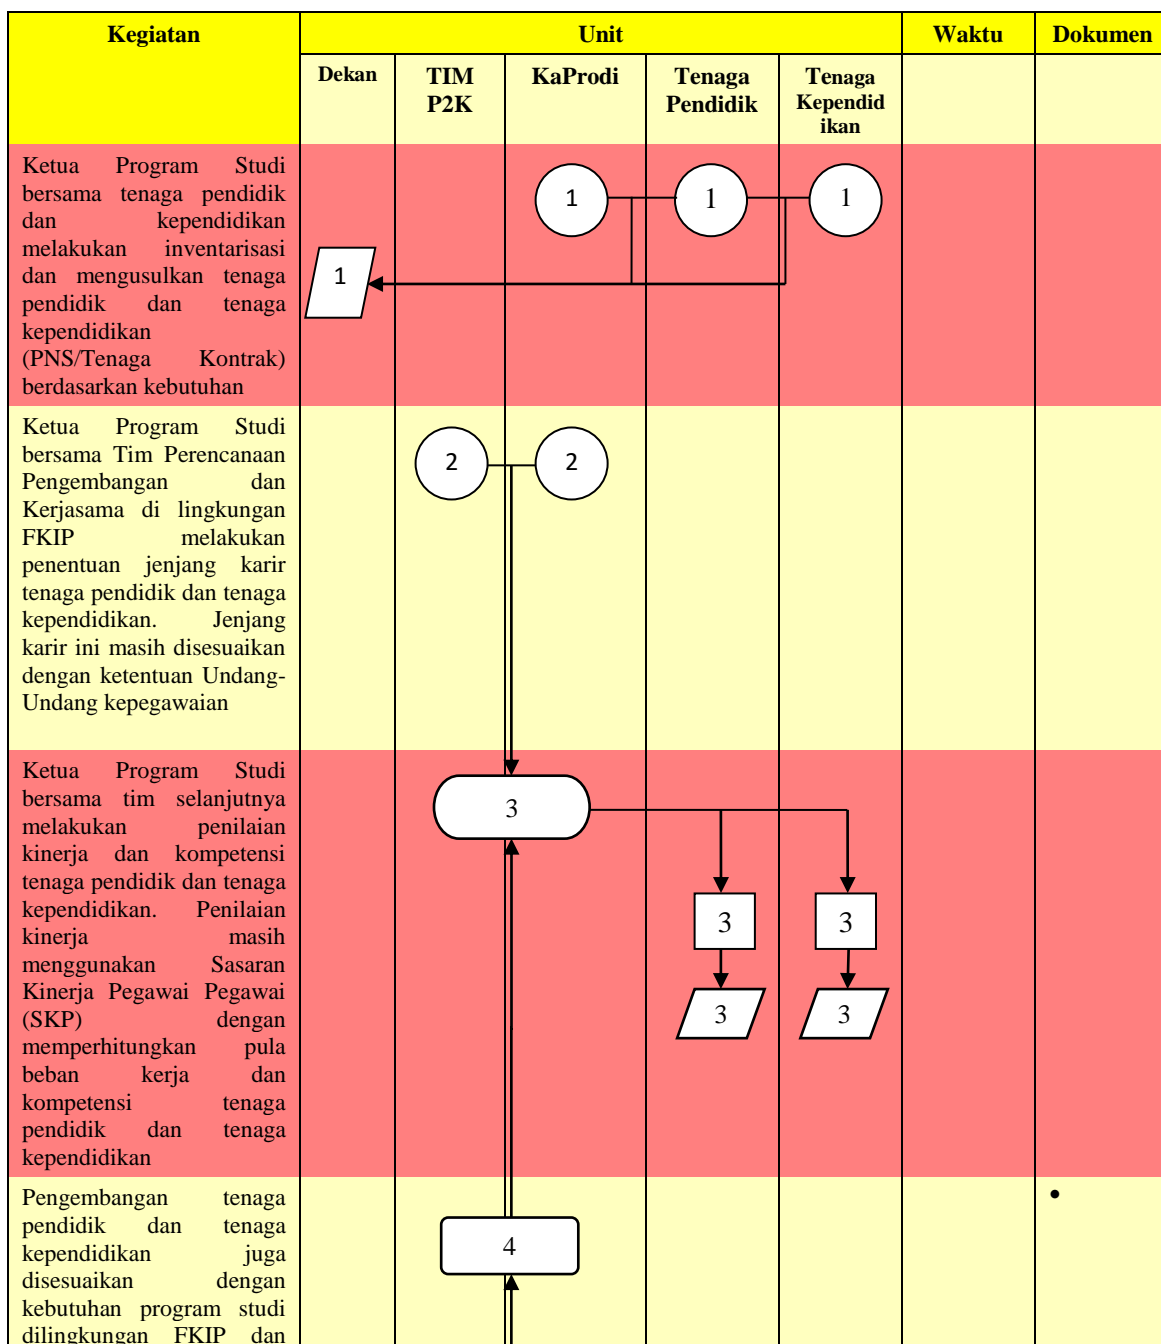 Kegiatan Unit Waktu Dokumen
Dekan TIM P2K KaProdi Tenaga Pendidik Tenaga Kependid ikan
Ketua Program Studi
bersama tenaga pendidik
dan kependidikan
melakukan inventarisasi
dan mengusulkan tenaga
pendidik dan tenaga
kependidikan
(PNS/Tenaga Kontrak)
berdasarkan kebutuhan
1 1 1
1
Ketua Program Studi
bersama Tim Perencanaan
Pengembangan dan
Kerjasama di lingkungan
FKIP melakukan
penentuan jenjang karir
tenaga pendidik dan tenaga
kependidikan. Jenjang
karir ini masih disesuaikan
dengan ketentuan Undang-
Undang kepegawaian
2 2
Ketua Program Studi
bersama tim selanjutnya
melakukan penilaian
kinerja dan kompetensi
tenaga pendidik dan tenaga
kependidikan. Penilaian
kinerja masih
menggunakan Sasaran
Kinerja Pegawai Pegawai
(SKP) dengan
memperhitungkan pula
beban kerja dan
kompetensi tenaga
pendidik dan tenaga
kependidikan
3
3 3
3 3
Pengembangan tenaga
pendidik dan tenaga
kependidikan juga
disesuaikan dengan
kebutuhan program studi
dilingkungan FKIP dan
4
•